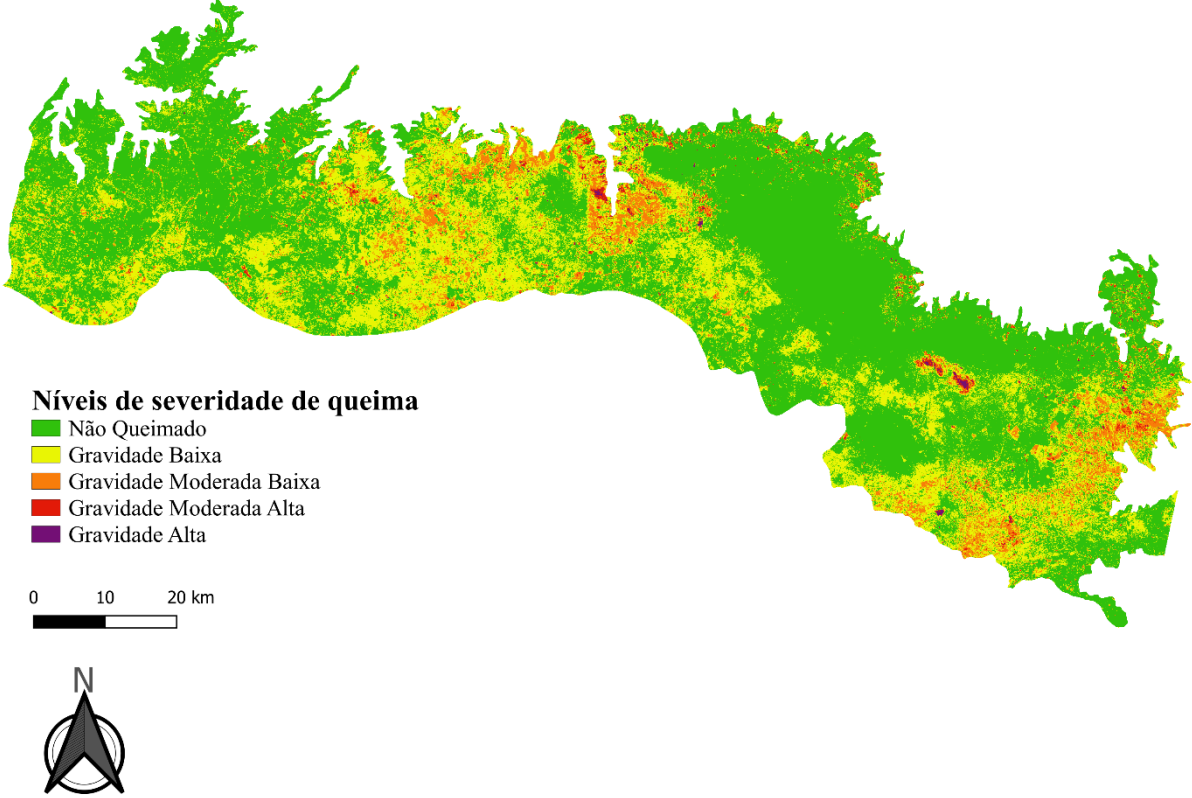 Níveis de severidade de queima
Não Queimado
Gravidade Baixa
Gravidade Moderada Baixa
Gravidade Moderada Alta
Gravidade Alta
0 10 20 km
N